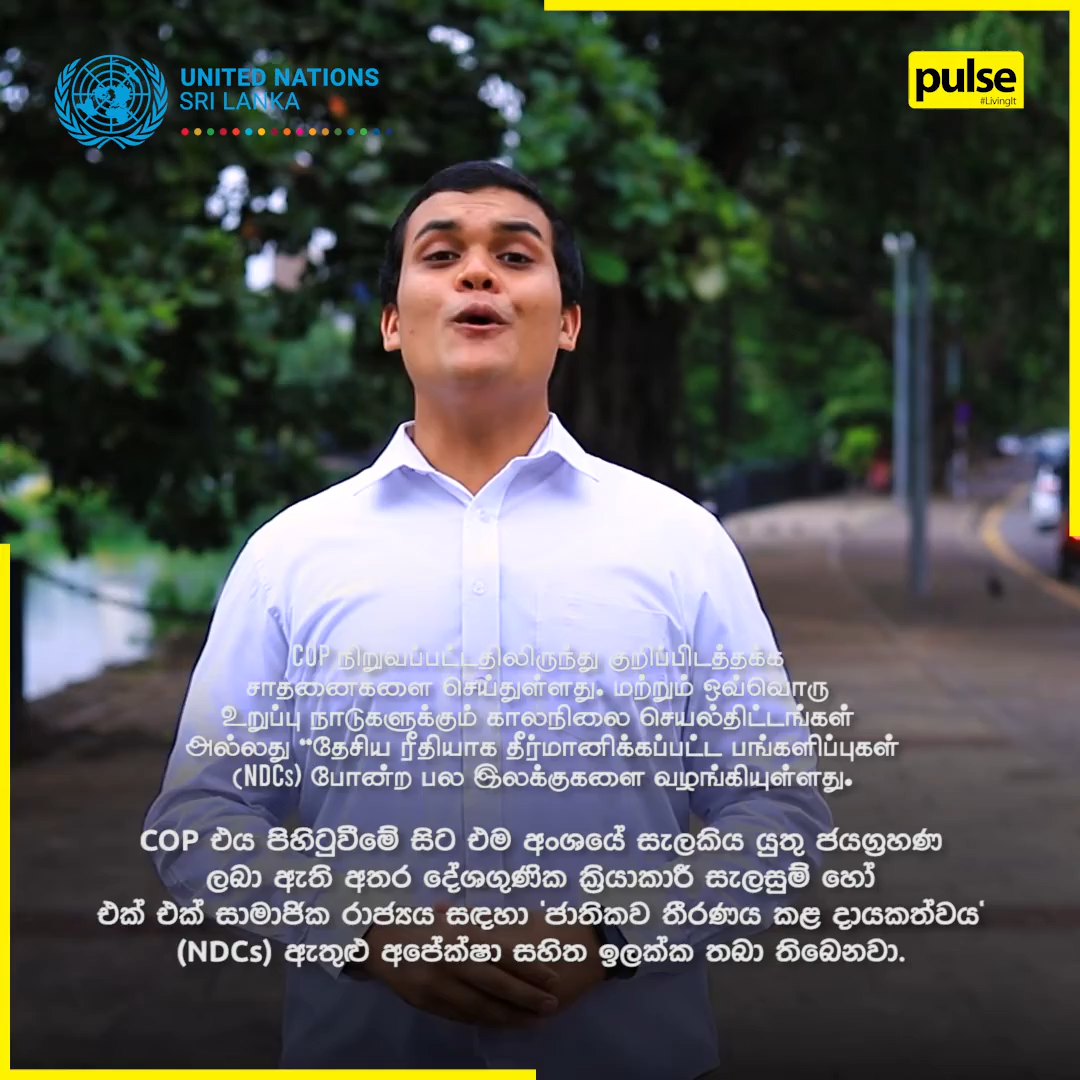 UNITED NATIONS
SRI LANKA
pulse
#LivingIt
COP நிறுவப்பட்டதிலிருந்து குறிப்பிடத்தக்க
சாதனைகளை செய்துள்ளது. மற்றும் ஒவ்வொரு
உறுப்பு நாடுகளுக்கும் காலநிலை செயல்திட்டங்கள்
அல்லது "தேசிய ரீதியாக தீர்மானிக்கப்பட்ட பங்களிப்புகள்
(NDCs) போன்ற பல இலக்குகளை வழங்கியுள்ளது.
COP එය පිහිටුවීමේ සිට එම අංශයේ සැලකිය යුතු ජයග්‍රහණ
ලබා ඇති අතර දේශගුණික ක්‍රියාකාරී සැලසුම් හෝ
එක් එක් සාමාජික රාජ්‍යය සඳහා 'ජාතිකව තීරණය කළ දායකත්වය'
(NDCs) ඇතුළු අපේක්ෂා සහිත ඉලක්ක තබා තිබෙනවා.